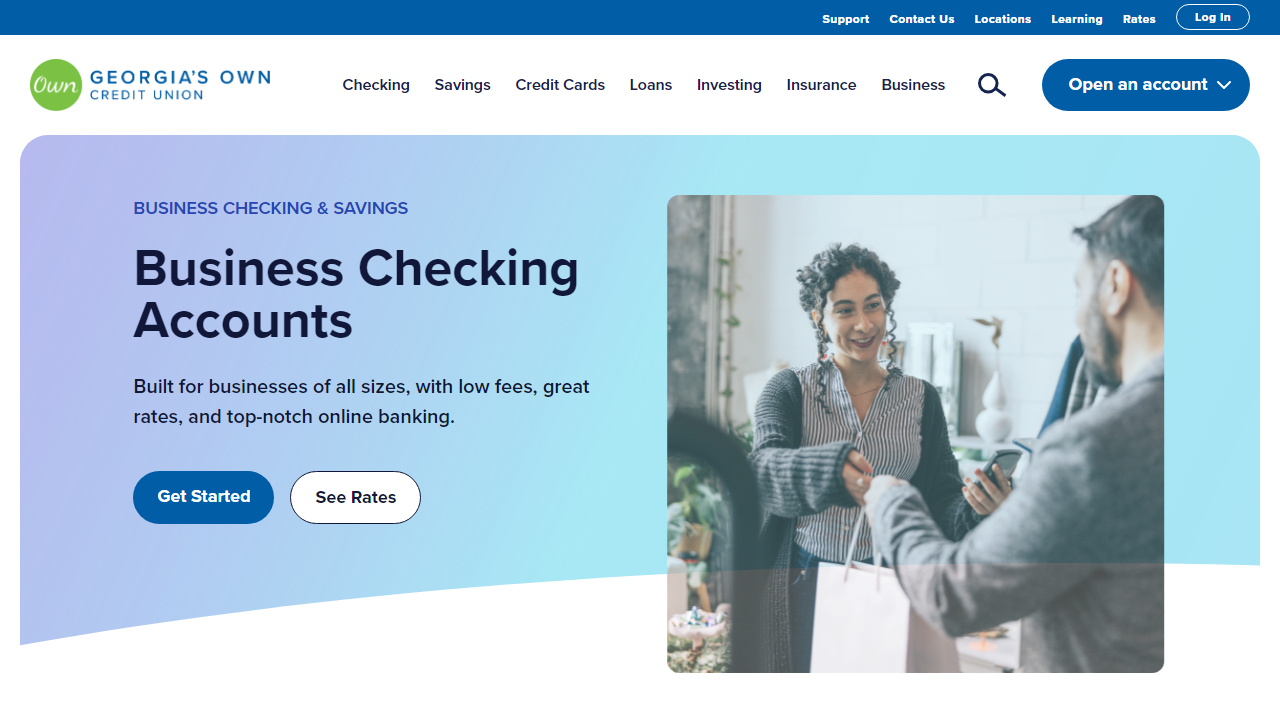 Support Contact Us Locations Learning Rates Log In
Own GEORGIA'S OWN
CREDIT UNION
Checking Savings Credit Cards Loans Investing Insurance Business Open an account
BUSINESS CHECKING & SAVINGS
Business Checking
Accounts
Built for businesses of all sizes, with low fees, great
rates, and top-notch online banking.
Get Started See Rates